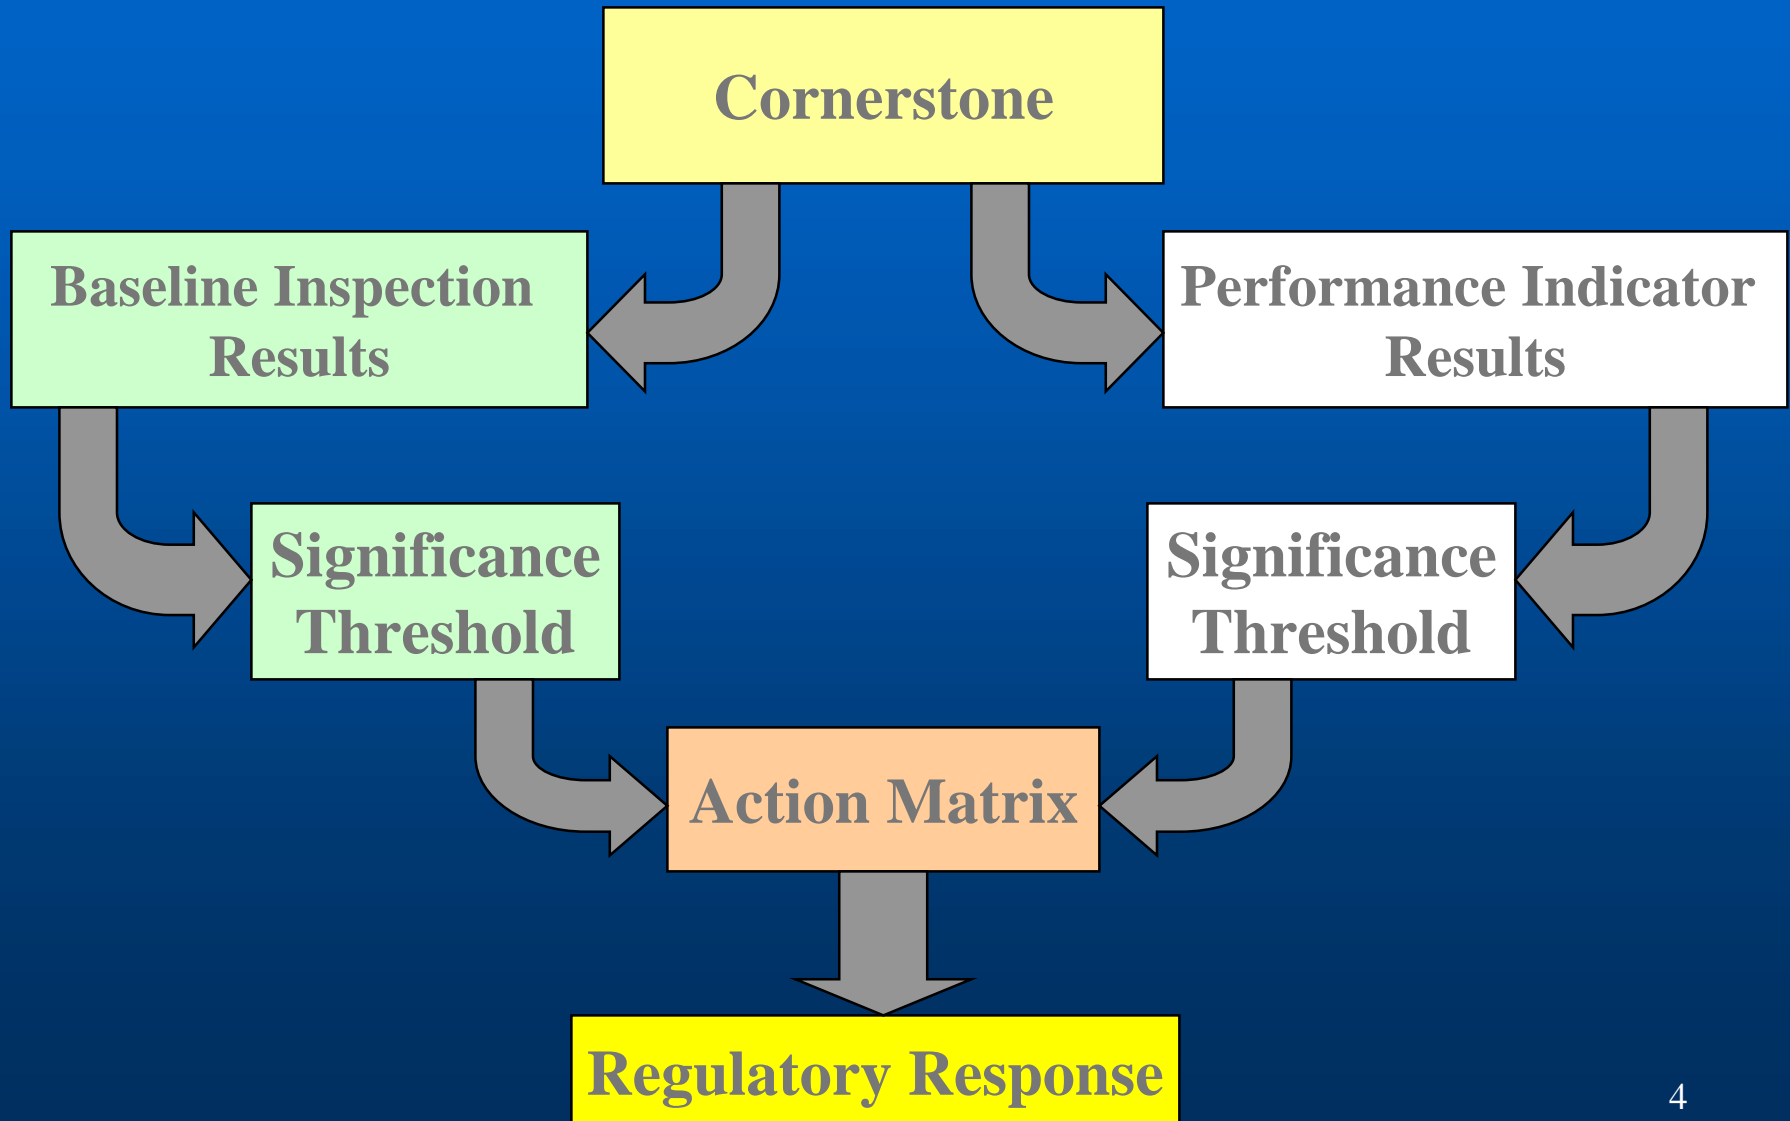 Cornerstone
Baseline Inspection
Results
Performance Indicator
Results
Significance
Threshold
Significance
Threshold
Action Matrix
Regulatory Response
4